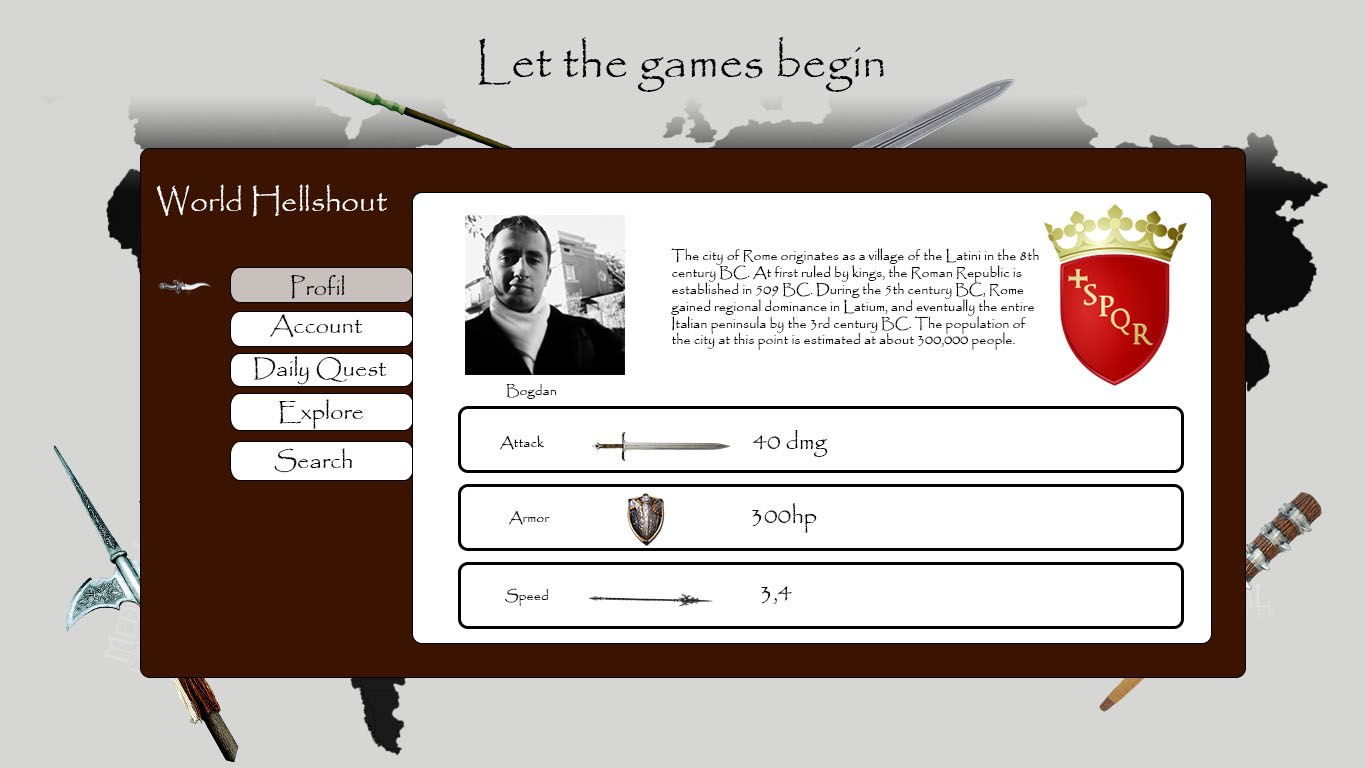 Let the games begin
World Hellshout
Profil
Account
Daily Quest
Explore
Search
The city of Rome originates as a village of the Latini in the 8th
century BC. At first ruled by kings, the Roman Republic is
established in 509 BC. During the 5th century BC, Rome
gained regional dominance in Latium, and eventually the entire
Italian peninsula by the 3rd century BC. The population of
the city at this point is estimated at about 300,000 people.
SPQR
Bogdan
Attack 40 dmg
Armor 300hp
Speed 3,4